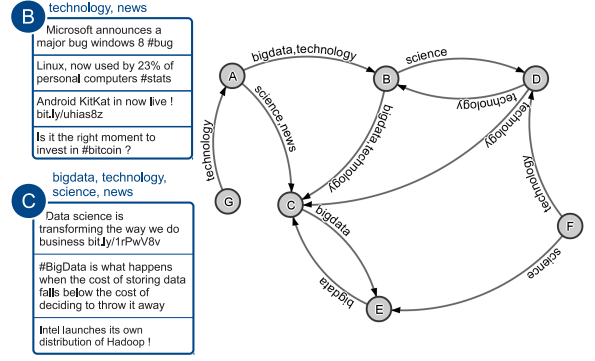 B
technology, news
Microsoft announces a
major bug windows 8 #bug
Linux, now used by 23% of
personal computers #stats
Android KitKat in now live !
bit.ly/uhias8z
Is it the right moment to
invest in #bitcoin ?
C
bigdata, technology,
science, news
Data science is
transforming the way we do
business bit.ly/1rPwV8v
#BigData is what happens
when the cost of storing data
falls below the cost of
deciding to throw it away
Intel launches its own
distribution of Hadoop !
A
bigdata,technology
B
science
D
technology
technology
science,news
bigdata,technology
technology
G
C
bigdata
technology
F
bigdata
science
E